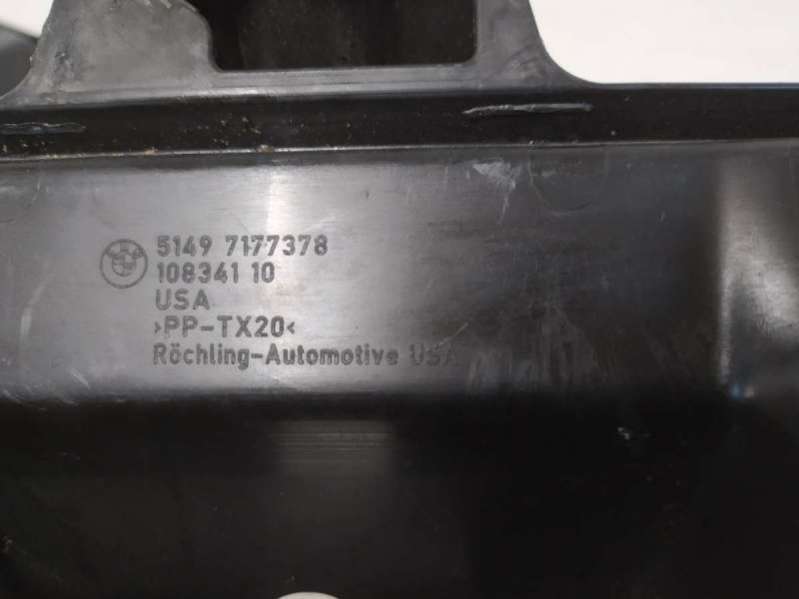 5149 7177378
108341 10
USA
>PP-TX20<
Röchling-Automotive USA